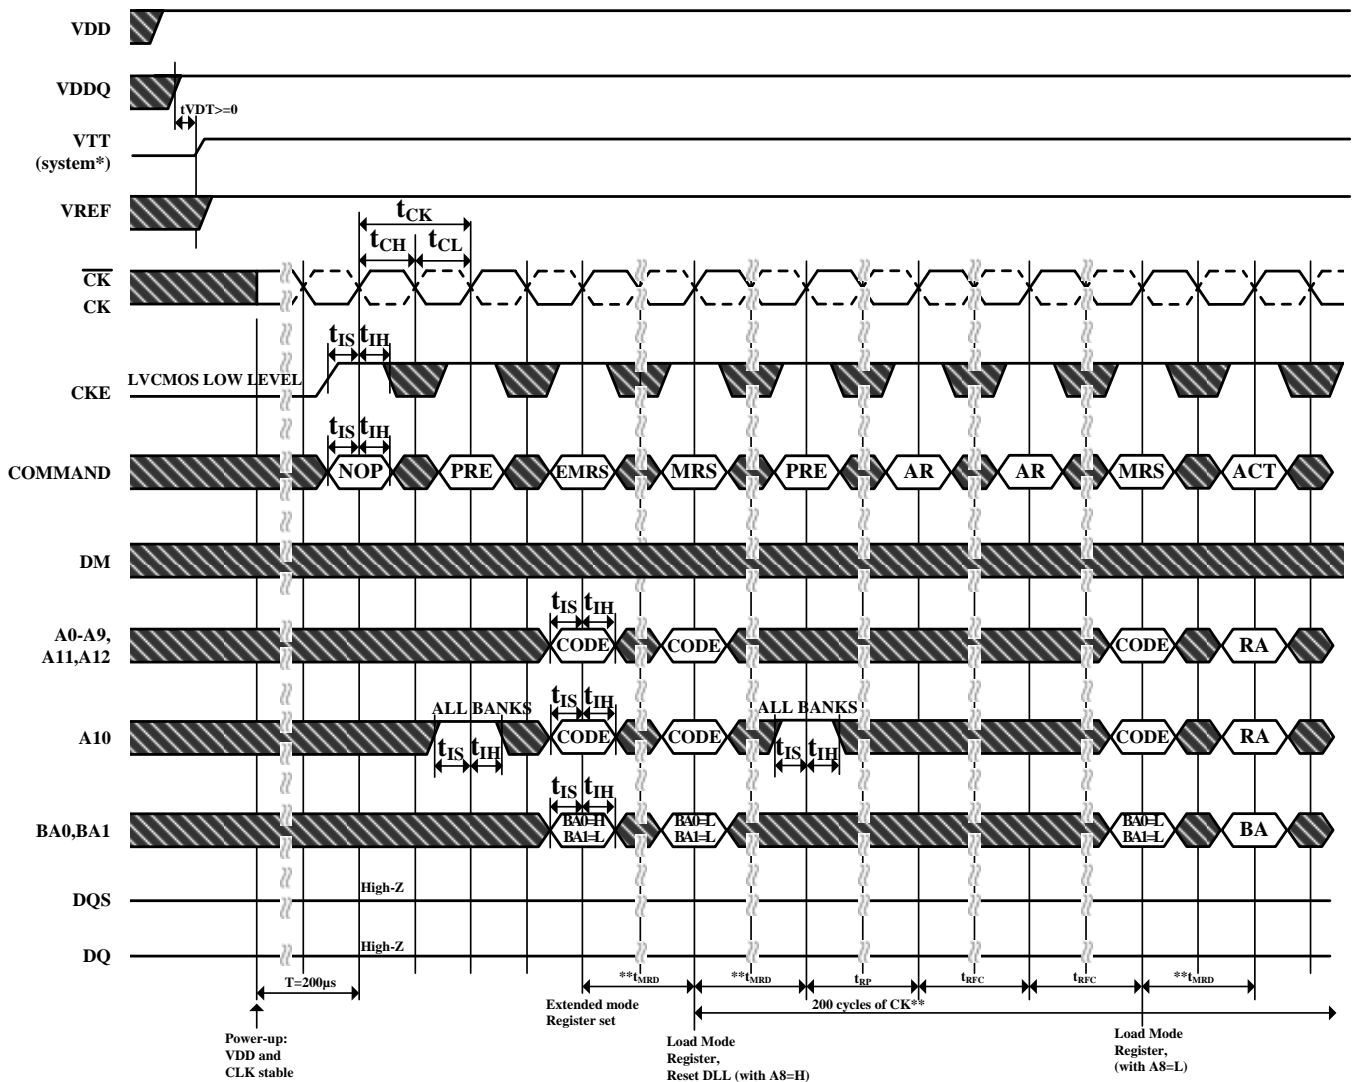 VDD
VDDQ
tVDT>=0
VTT
(system*)
VREF
tCK
tCH tCL
CK
CK
tIS tIH
LVCMOS LOW LEVEL
CKE
tIS tIH
COMMAND NOP PRE EMRS MRS PRE AR AR MRS ACT
DM
tIS tIH
A0-A9,
A11,A12
CODE CODE CODE RA
ALL BANKS tIS tIH ALL BANKS
A10 CODE CODE CODE RA
tIS tIH tIS tIH
tIS tIH
BA0,BA1
BA0=H BA0=L BA0=L
BA1=L BA1=L BA1=L
BA
DQS High-Z
DQ High-Z
T=200µs **tMRD **tMRD tRP tRFC tRFC **tMRD
200 cycles of CK**
Extended mode
Register set
Power-up:
VDD and
CLK stable
Load Mode
Register,
Reset DLL (with A8=H)
Load Mode
Register,
(with A8=L)